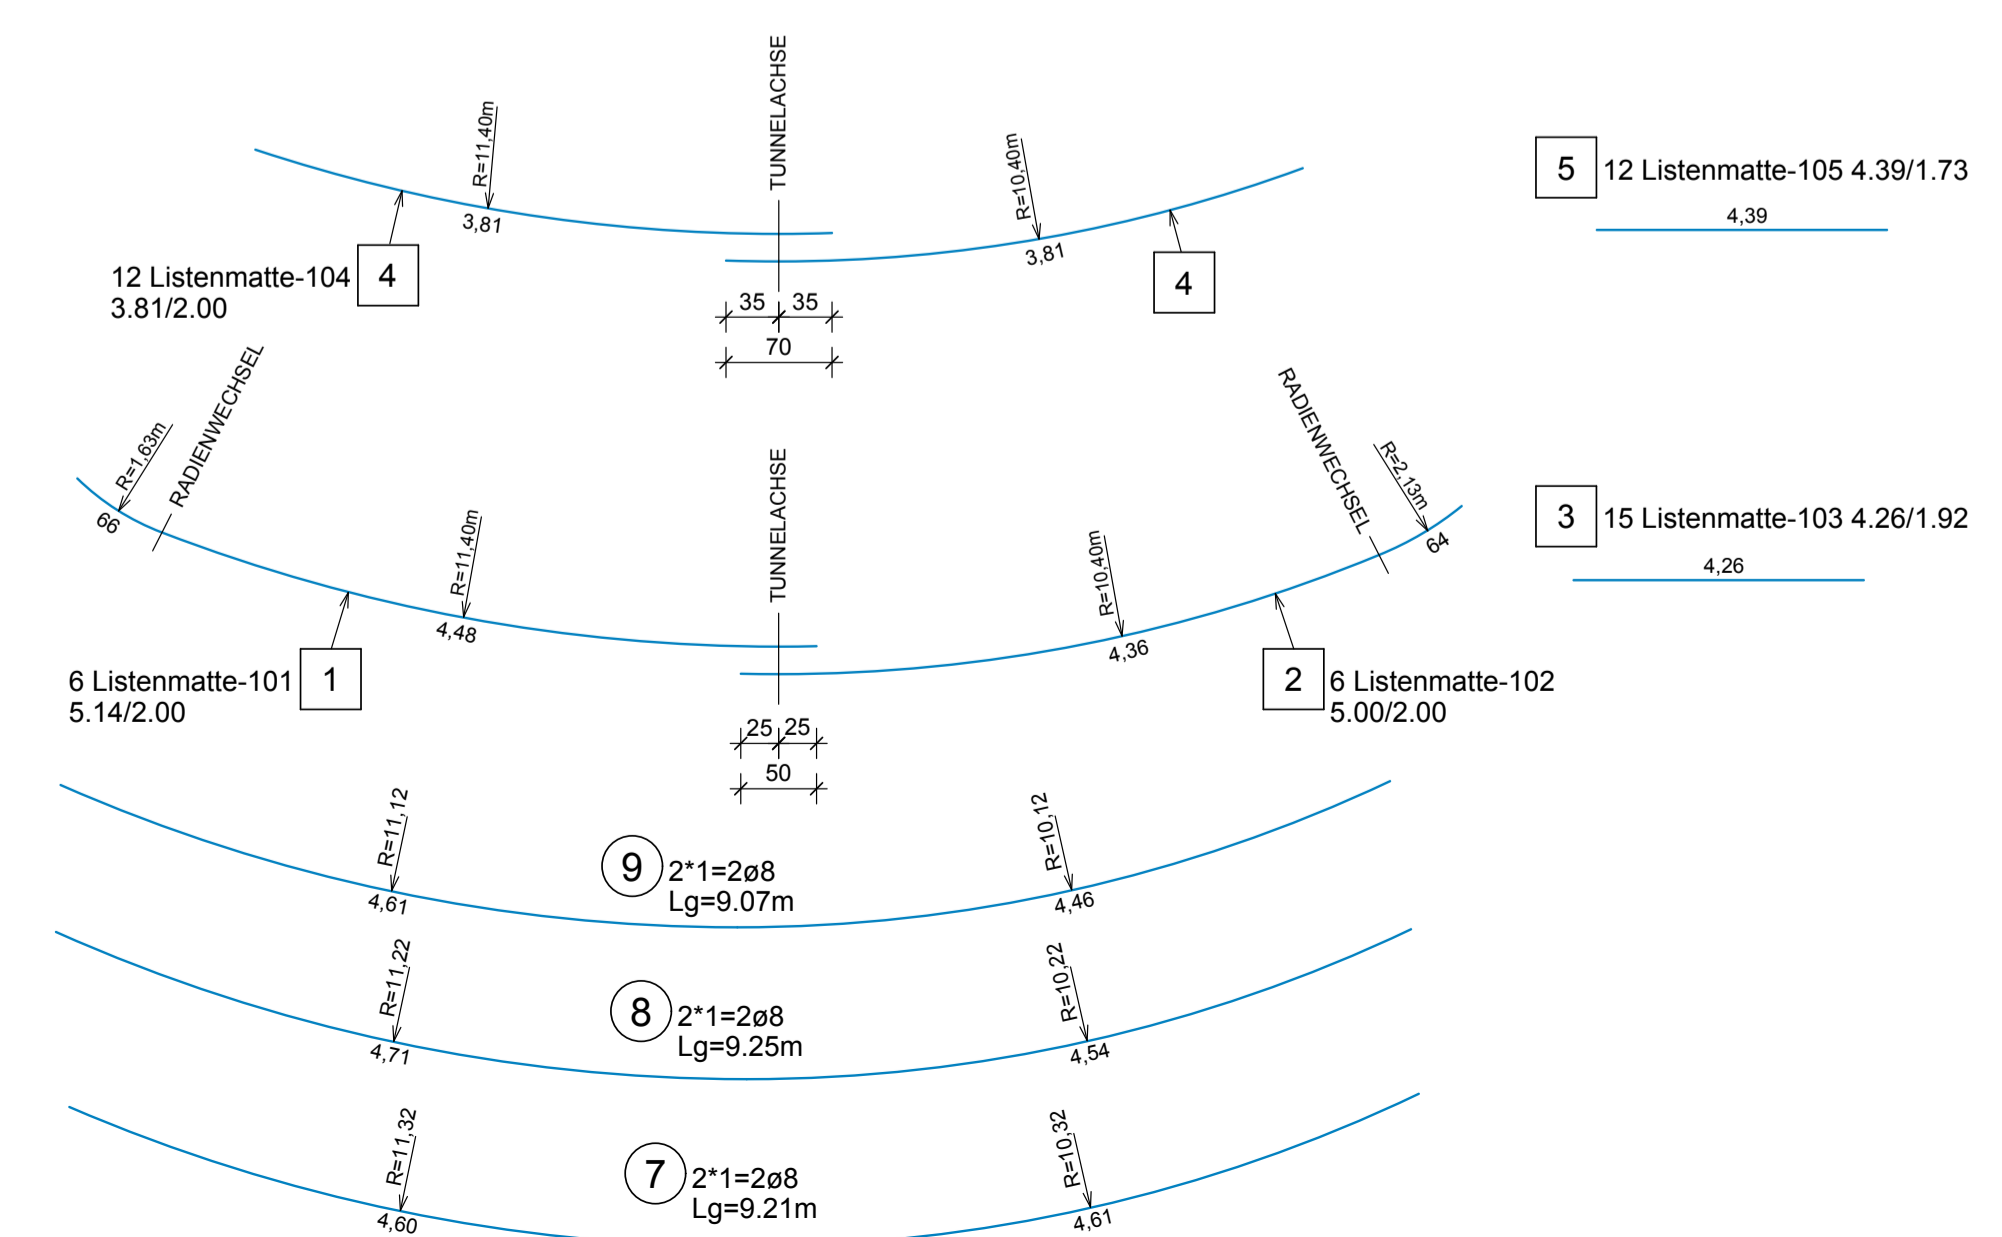 TUNNELACHSE
R=11,40m
3,81
R=10,40m
3,81
5
12 Listenmatte-105 4.39/1.73
4,39
12 Listenmatte-104
3.81/2.00
4
4
35
35
70
RADIENWECHSEL
R=1,63m
66
TUNNELACHSE
RADIENWECHSEL
R=2,13m
64
R=11,40m
4,48
R=10,40m
4,36
3
15 Listenmatte-103 4.26/1.92
4,26
6 Listenmatte-101
5.14/2.00
1
2
6 Listenmatte-102
5.00/2.00
25
25
50
R=11,12
4,61
9
2*1=2ø8
Lg=9.07m
R=10,12
4,46
R=11,22
4,71
8
2*1=2ø8
Lg=9.25m
R=10,22
4,54
R=11,32
4,60
7
2*1=2ø8
Lg=9.21m
R=10,32
4,61